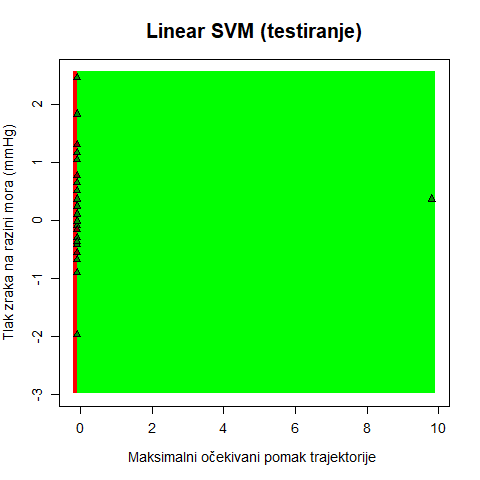 Linear SVM (testiranje)
Tlak zraka na razini mora (mmHg)
2
1
0
-1
-2
-3
0 2 4 6 8 10
Maksimalni očekivani pomak trajektorije